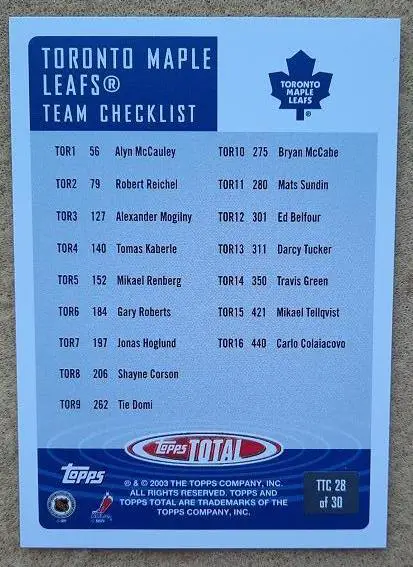 TORONTO MAPLE
LEAFS®
TEAM CHECKLIST
TORONTO
MAPLE
LEAFS
®
TOR1 56 Alyn McCauley
TOR2 79 Robert Reichel
TOR3 127 Alexander Mogilny
TOR4 140 Tomas Kaberle
TOR5 152 Mikael Renberg
TOR6 184 Gary Roberts
TOR7 197 Jonas Hoglund
TOR8 206 Shayne Corson
TOR9 262 Tie Domi
TOR10 275 Bryan McCabe
TOR11 280 Mats Sundin
TOR12 301 Ed Belfour
TOR13 311 Darcy Tucker
TOR14 350 Travis Green
TOR15 421 Mikael Tellqvist
TOR16 440 Carlo Colaiacovo
Topps TOTAL
Topps
® & © 2003 THE TOPPS COMPANY, INC.
ALL RIGHTS RESERVED. TOPPS AND
TOPPS TOTAL ARE TRADEMARKS OF THE
TOPPS COMPANY, INC.
TTC 28
of 30